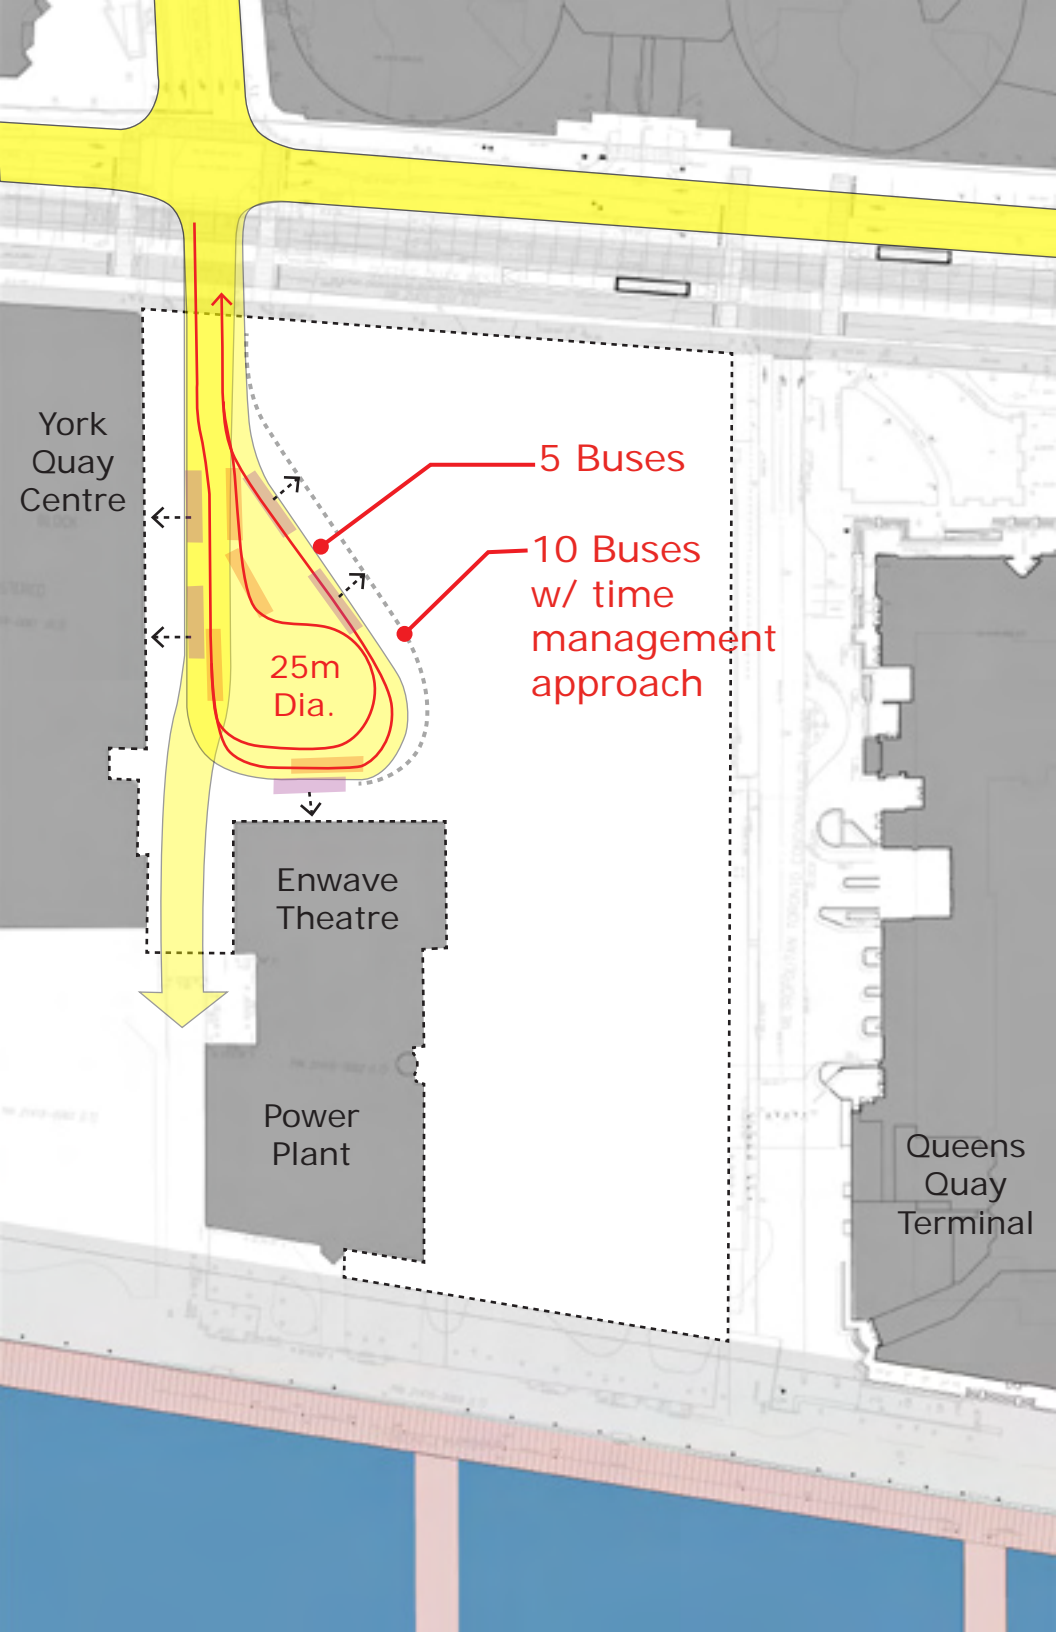 York
Quay
Centre
5 Buses
10 Buses
w/ time
management
approach
25m
Dia.
Enwave
Theatre
Power
Plant
Queens
Quay
Terminal